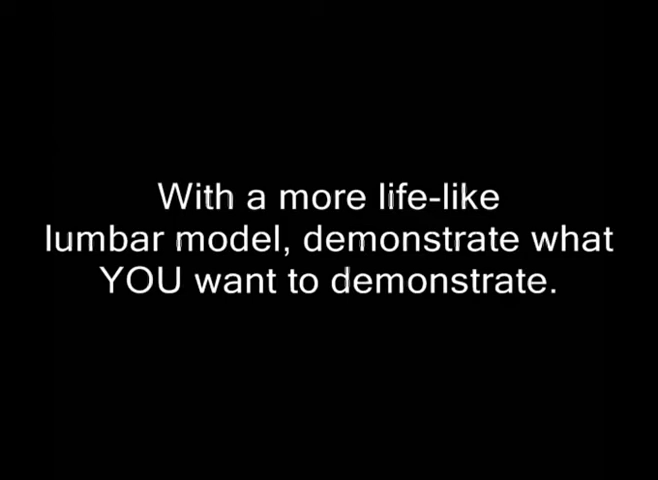 With a more life-like
lumbar model, demonstrate what
YOU want to demonstrate.